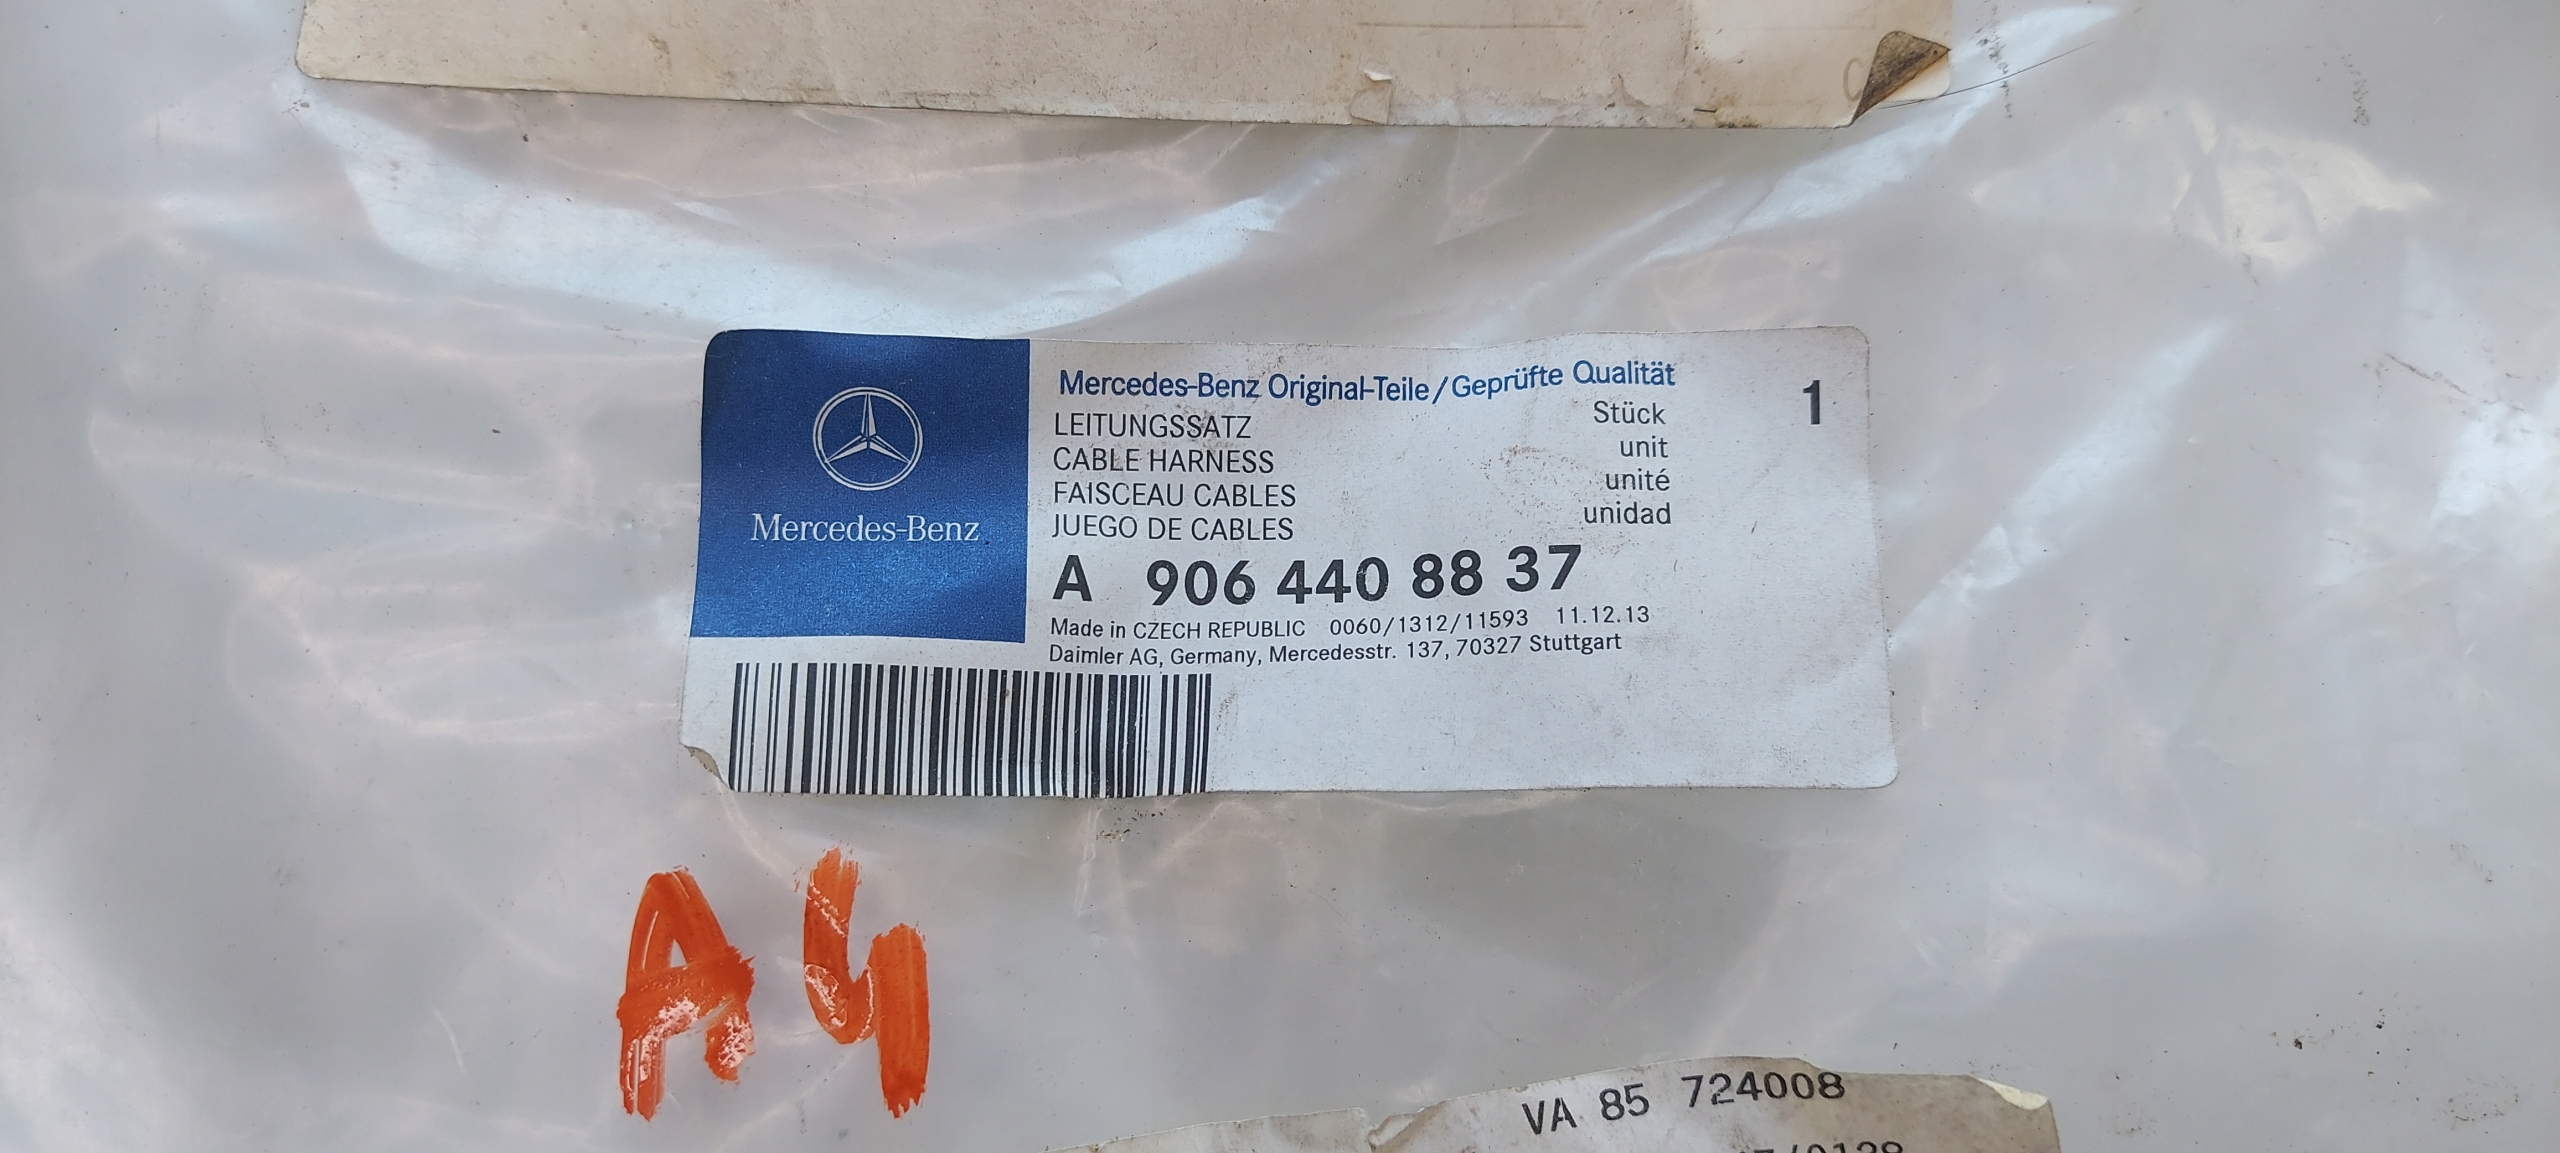 Mercedes-Benz
Mercedes-Benz Original-Teile/Geprüfte Qualität
LEITUNGSSATZ Stück 1
CABLE HARNESS unit
FAISCEAU CABLES unité
JUEGO DE CABLES unidad
A 906 440 88 37
Made in CZECH REPUBLIC 0060/1312/11593 11.12.13
Daimler AG, Germany, Mercedesstr. 137, 70327 Stuttgart
A4
VA 85 724008